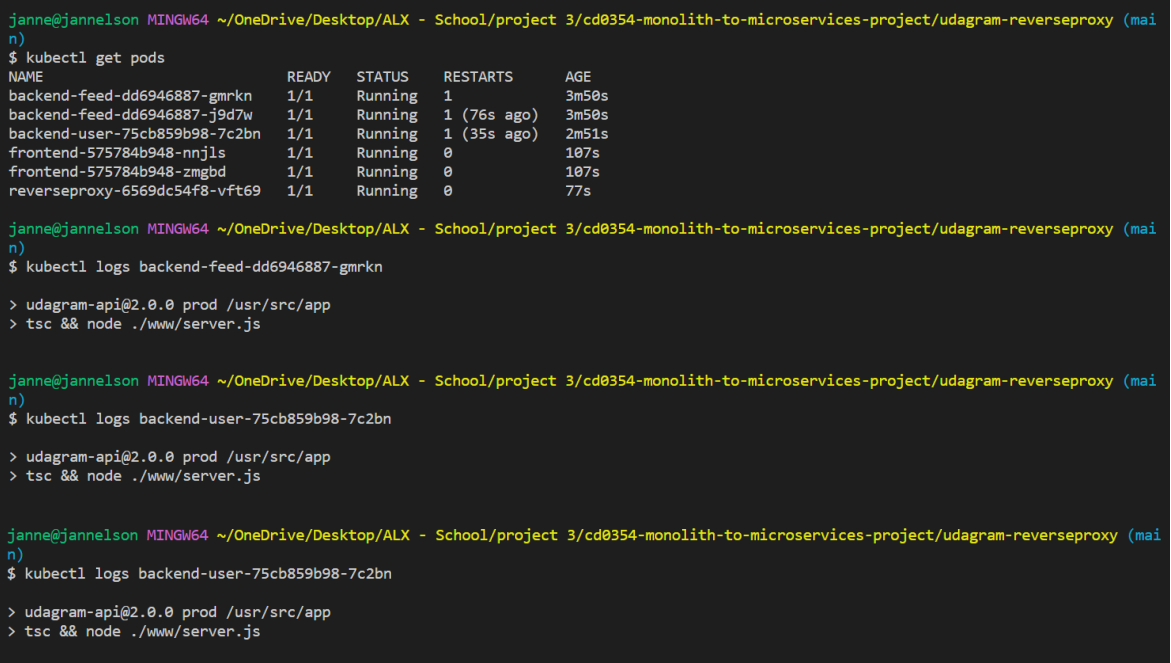 janne@jannelson MINGW64 ~/OneDrive/Desktop/ALX - School/project 3/cd0354-monolith-to-microservices-project/udagram-reverseproxy (mai
n)
$ kubectl get pods
NAME                            READY   STATUS    RESTARTS      AGE
backend-feed-dd6946887-gmrkn    1/1     Running   1             3m50s
backend-feed-dd6946887-j9d7w    1/1     Running   1 (76s ago)   3m50s
backend-user-75cb859b98-7c2bn   1/1     Running   1 (35s ago)   2m51s
frontend-575784b948-nnjls       1/1     Running   0             107s
frontend-575784b948-zmgbd       1/1     Running   0             107s
reverseproxy-6569dc54f8-vft69   1/1     Running   0             77s
janne@jannelson MINGW64 ~/OneDrive/Desktop/ALX - School/project 3/cd0354-monolith-to-microservices-project/udagram-reverseproxy (mai
n)
$ kubectl logs backend-feed-dd6946887-gmrkn
> udagram-api@2.0.0 prod /usr/src/app
> tsc && node ./www/server.js
janne@jannelson MINGW64 ~/OneDrive/Desktop/ALX - School/project 3/cd0354-monolith-to-microservices-project/udagram-reverseproxy (mai
n)
$ kubectl logs backend-user-75cb859b98-7c2bn
> udagram-api@2.0.0 prod /usr/src/app
> tsc && node ./www/server.js
janne@jannelson MINGW64 ~/OneDrive/Desktop/ALX - School/project 3/cd0354-monolith-to-microservices-project/udagram-reverseproxy (mai
n)
$ kubectl logs backend-user-75cb859b98-7c2bn
> udagram-api@2.0.0 prod /usr/src/app
> tsc && node ./www/server.js